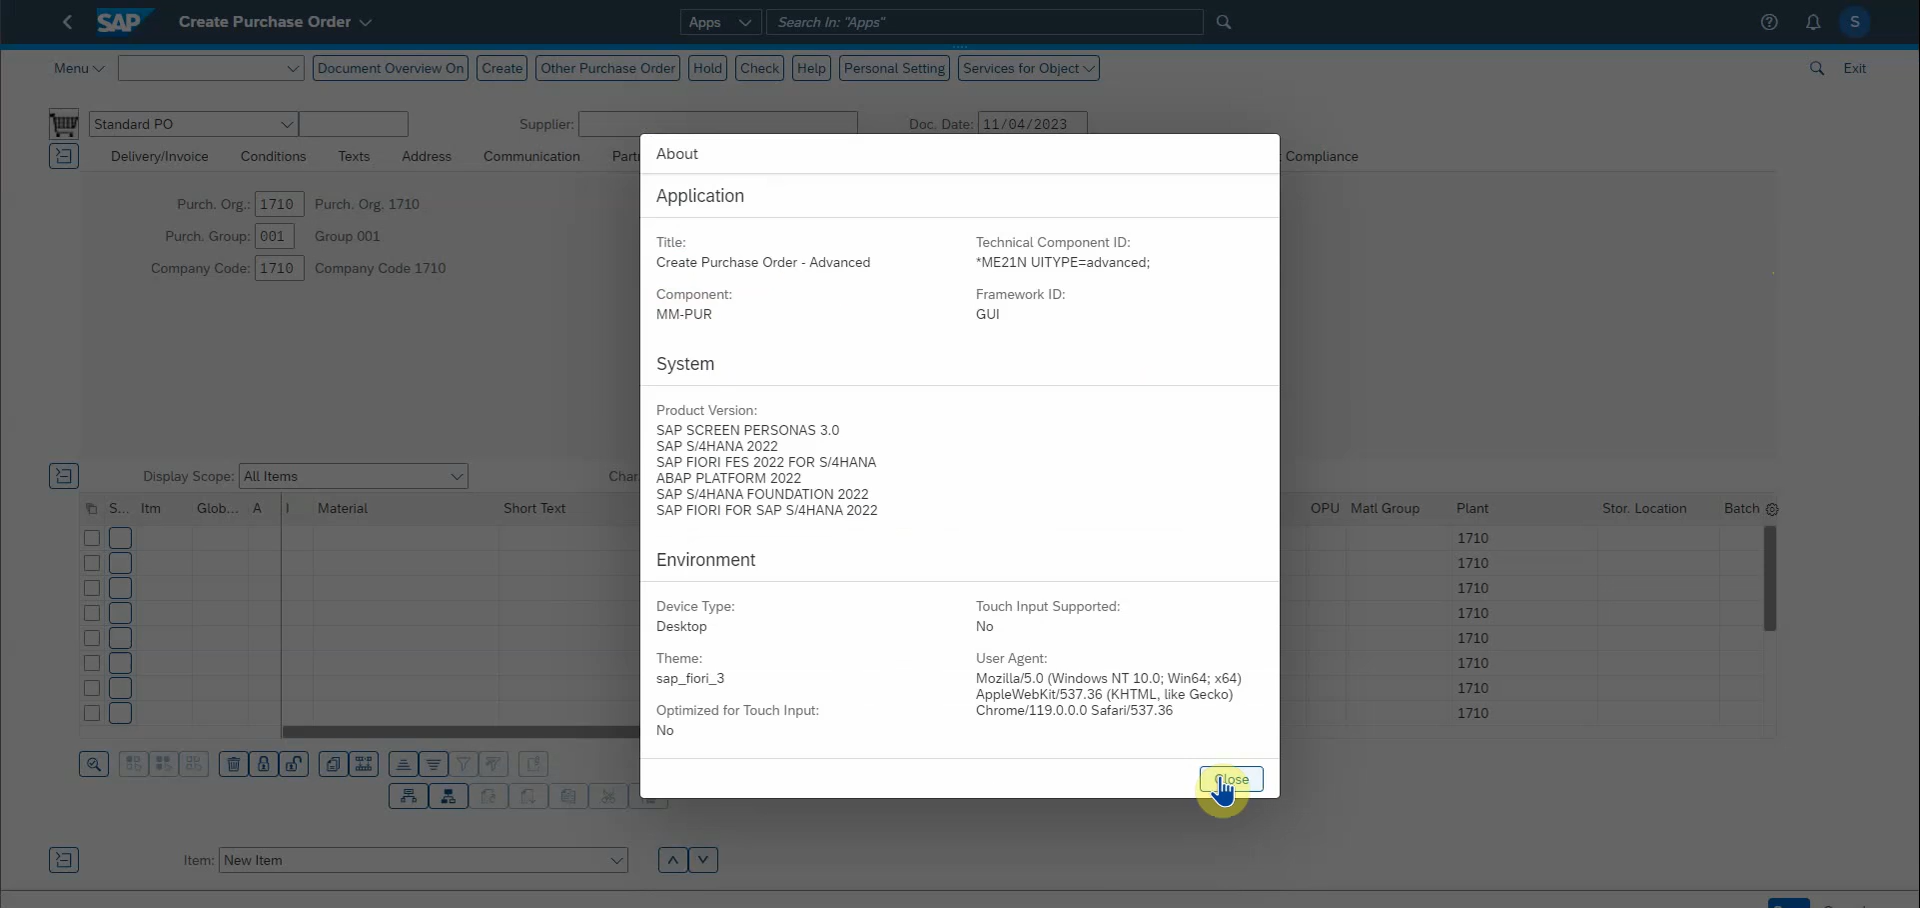 SAP Create Purchase Order Apps Search In: "Apps" S
Menu Document Overview On Create Other Purchase Order Hold Check Help Personal Setting Services for Object Exit
Standard PO Supplier: Doc. Date: 11/04/2023
Delivery/Invoice Conditions Texts Address Communication Compliance
Purch. Org.: 1710 Purch. Org. 1710
Purch. Group: 001 Group 001
Company Code: 1710 Company Code 1710
About
Application
Title: Technical Component ID:
Create Purchase Order - Advanced *ME21N UITYPE=advanced;
Component: Framework ID:
MM-PUR GUI
System
Product Version:
SAP SCREEN PERSONAS 3.0
SAP S/4HANA 2022
SAP FIORI FES 2022 FOR S/4HANA
ABAP PLATFORM 2022
SAP S/4HANA FOUNDATION 2022
SAP FIORI FOR SAP S/4HANA 2022
Environment
Device Type: Touch Input Supported:
Desktop No
Theme: User Agent:
sap_fiori_3 Mozilla/5.0 (Windows NT 10.0; Win64; x64)
AppleWebKit/537.36 (KHTML, like Gecko)
Optimized for Touch Input: Chrome/119.0.0.0 Safari/537.36
No
Close
Display Scope: All Items Char
S... Itm Glob... A I Material Short Text OPU Matl Group Plant Stor. Location Batch
1710
1710
1710
1710
1710
1710
1710
1710
Item: New Item